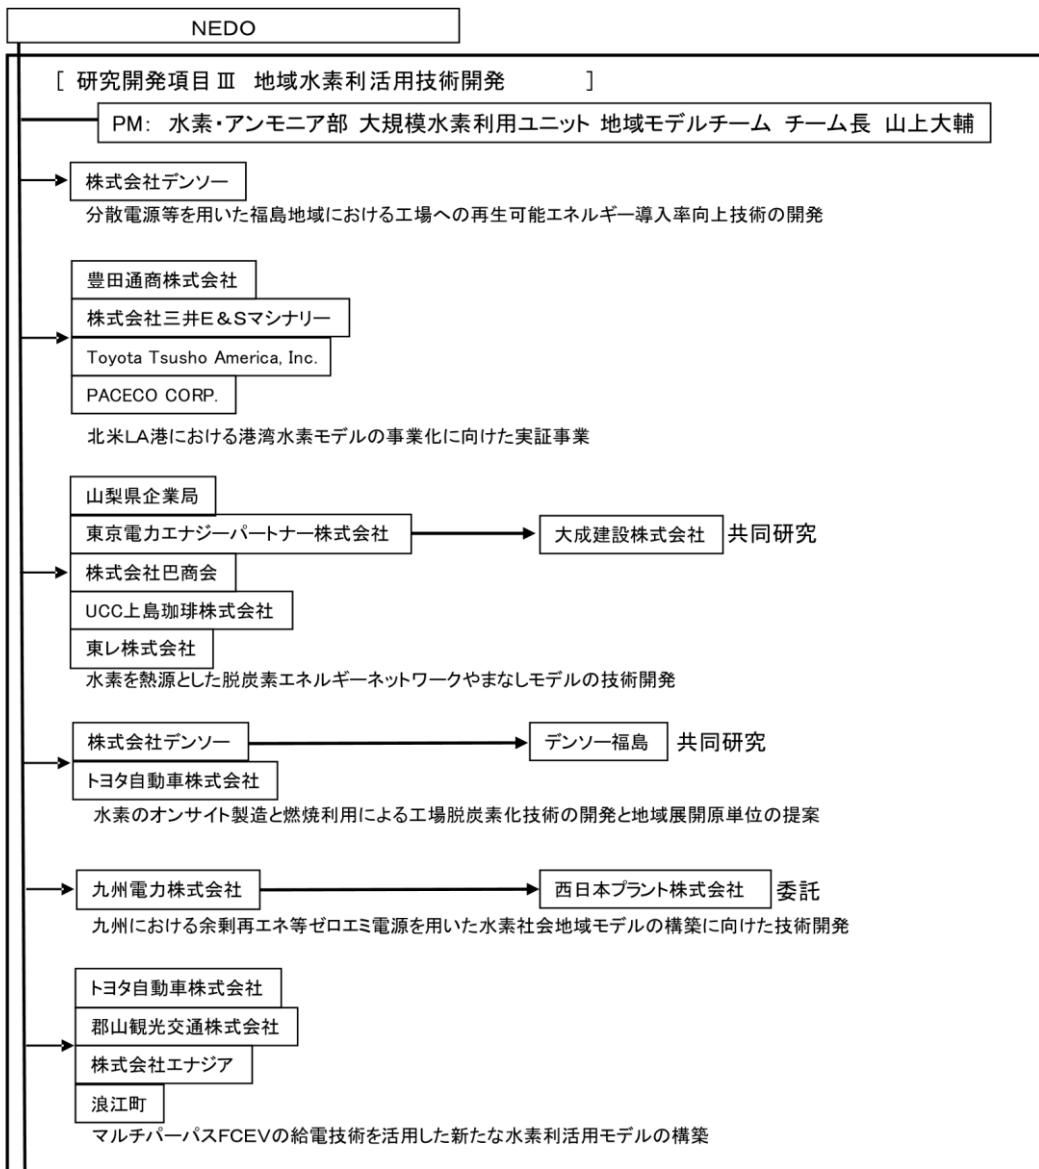 NEDO
[ 研究開発項目Ⅲ 地域水素利活用技術開発 ]
PM: 水素・アンモニア部 大規模水素利用ユニット 地域モデルチーム チーム長 山上大輔
株式会社デンソー
分散電源等を用いた福島地域における工場への再生可能エネルギー導入率向上技術の開発
豊田通商株式会社
株式会社三井E&Sマシナリー
Toyota Tsusho America, Inc.
PACECO CORP.
北米LA港における港湾水素モデルの事業化に向けた実証事業
山梨県企業局
東京電力エナジーパートナー株式会社 大成建設株式会社 共同研究
株式会社巴商会
UCC上島珈琲株式会社
東レ株式会社
水素を熱源とした脱炭素エネルギーネットワークやまなしモデルの技術開発
株式会社デンソー デンソー福島 共同研究
トヨタ自動車株式会社
水素のオンサイト製造と燃焼利用による工場脱炭素化技術の開発と地域展開原単位の提案
九州電力株式会社 西日本プラント株式会社 委託
九州における余剰再エネ等ゼロエミ電源を用いた水素社会地域モデルの構築に向けた技術開発
トヨタ自動車株式会社
郡山観光交通株式会社
株式会社エナジア
浪江町
マルチパーパスFCEVの給電技術を活用した新たな水素利活用モデルの構築